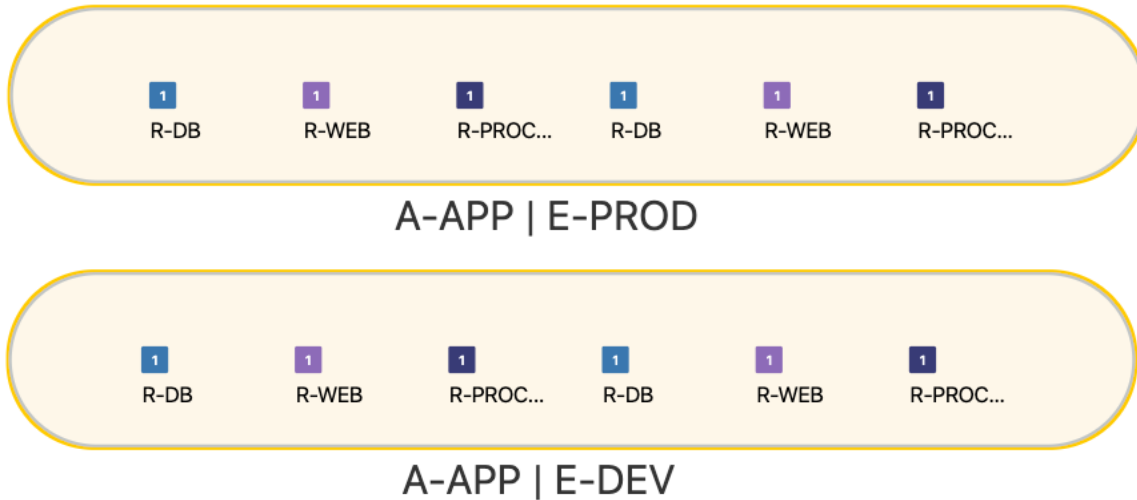 1 1 1 1 1 1
R-DB R-WEB R-PROC... R-DB R-WEB R-PROC...
A-APP | E-PROD
1 1 1 1 1 1
R-DB R-WEB R-PROC... R-DB R-WEB R-PROC...
A-APP | E-DEV